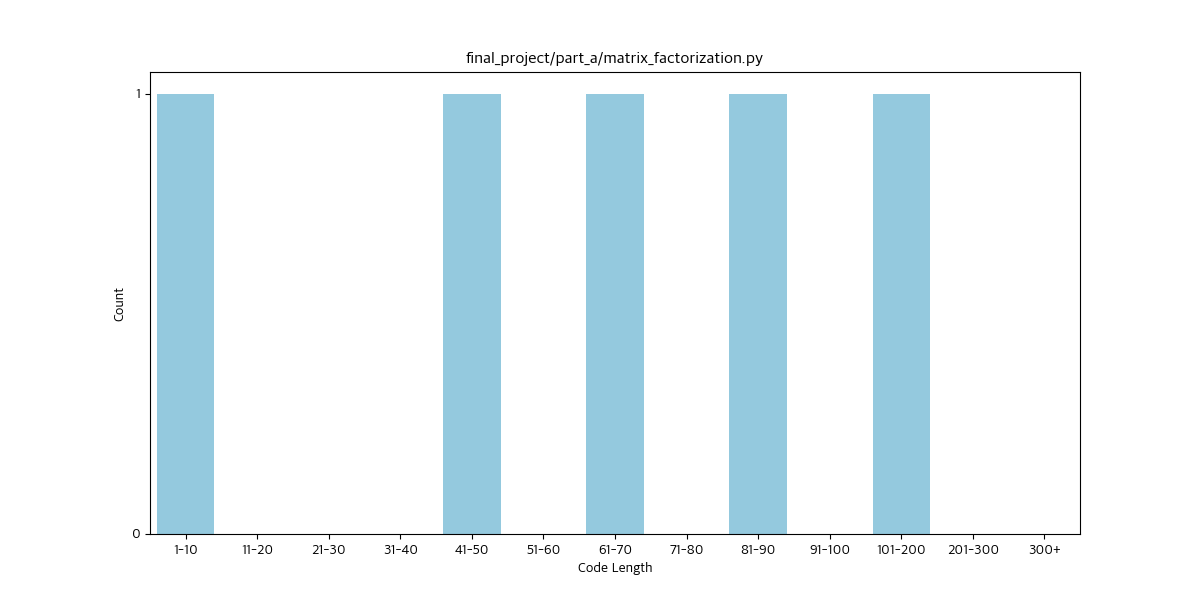 final_project/part_a/matrix_factorization.py
1
Count
0
1-10 11-20 21-30 31-40 41-50 51-60 61-70 71-80 81-90 91-100 101-200 201-300 300+
Code Length